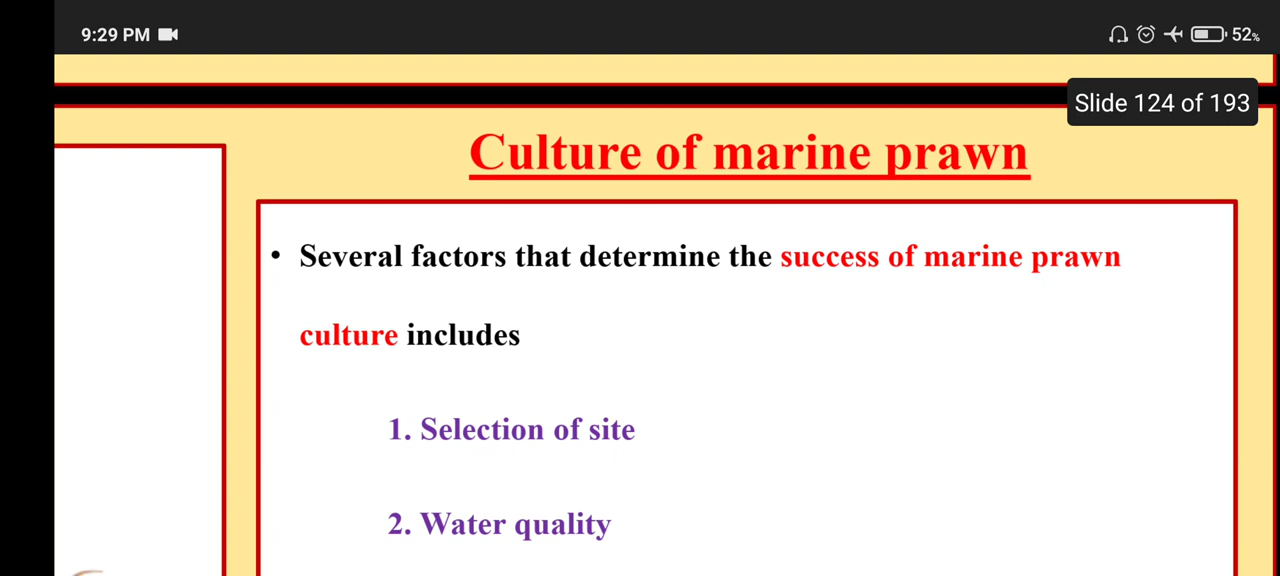 9:29 PM
52%
Slide 124 of 193
Culture of marine prawn
• Several factors that determine the success of marine prawn
culture includes
1. Selection of site
2. Water quality